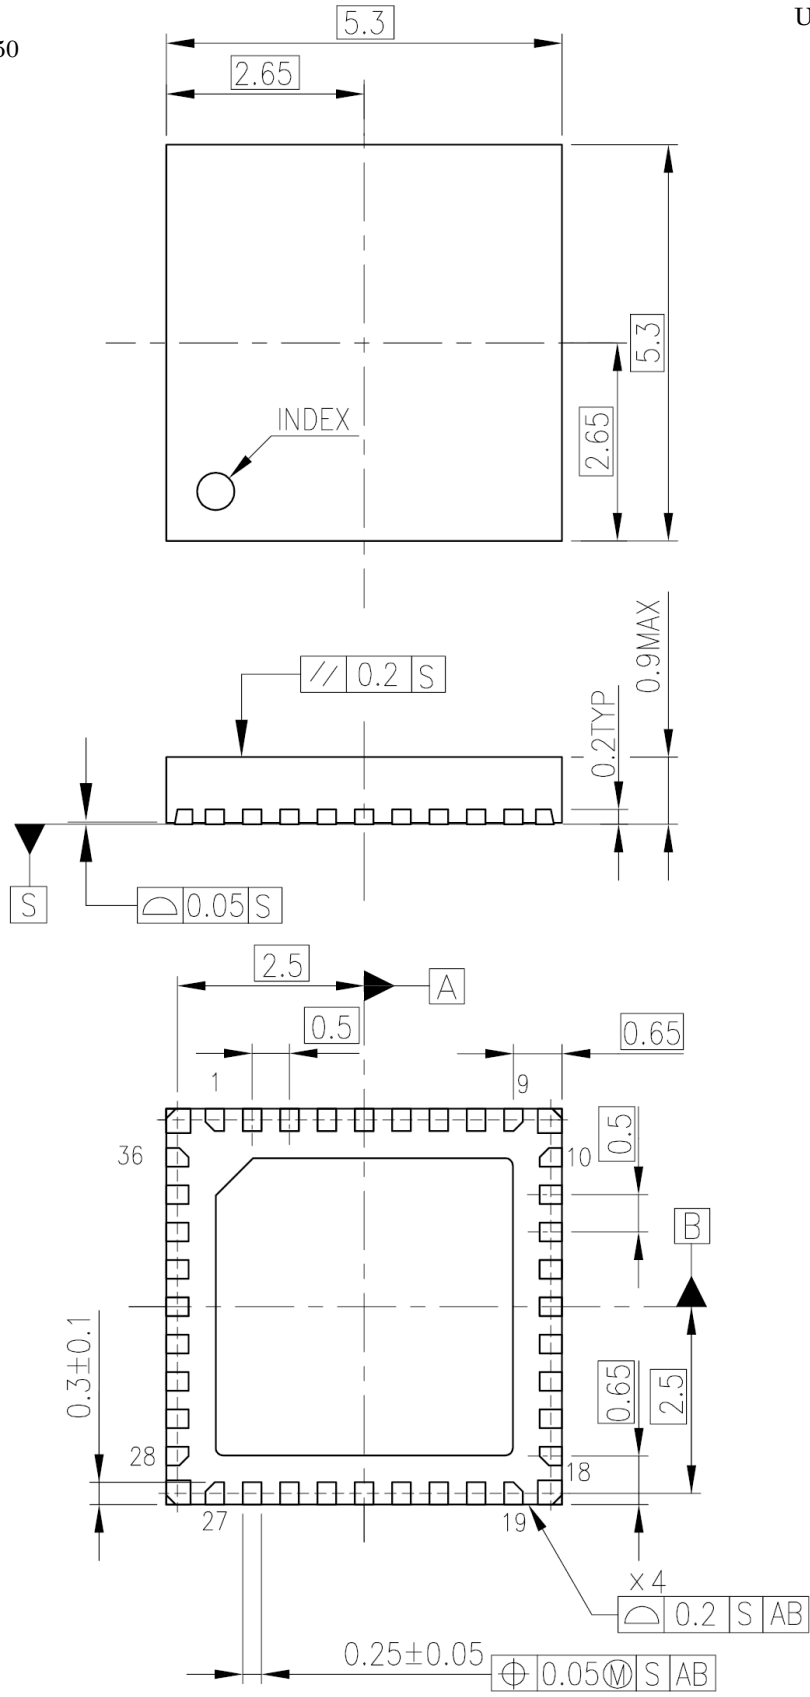 5.3
U
50
2.65
5.3
2.65
INDEX
0.9MAX
// 0.2 S
0.2TYP
S
⌓ 0.05 S
2.5
A
0.5
0.65
1
9
36
10
0.5
B
0.3±0.1
0.65
2.5
28
18
27
19
×4
⌓ 0.2 S AB
0.25±0.05
⌖ 0.05Ⓜ S AB